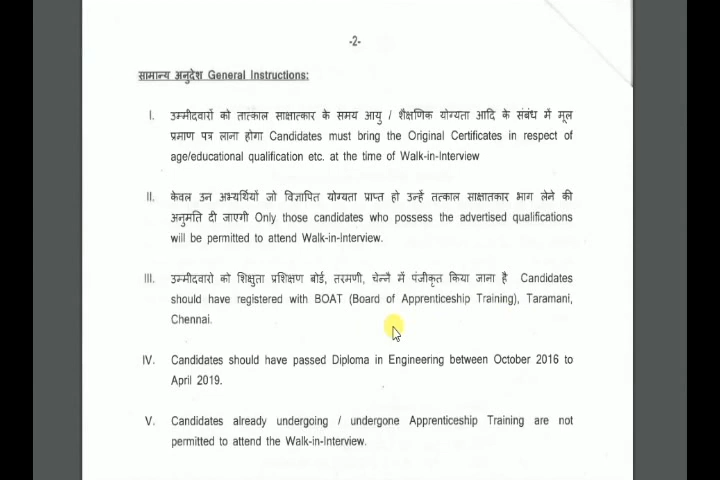 -2-
सामान्य अनुदेश General Instructions:
I. उम्मीदवारों को तात्काल साक्षात्कार के समय आयु / शैक्षणिक योग्यता आदि के संबंध में मूल
प्रमाण पत्र लाना होगा Candidates must bring the Original Certificates in respect of
age/educational qualification etc. at the time of Walk-in-Interview
II. केवल उन अभ्यर्थियों जो विज्ञापित योग्यता प्राप्त हो उन्हें तत्काल साक्षातकार भाग लेने की
अनुमति दी जाएगी Only those candidates who possess the advertised qualifications
will be permitted to attend Walk-in-Interview.
III. उम्मीदवारो को शिक्षुता प्रशिक्षण बोर्ड, तरमणी, चेन्नै में पंजीकृत किया जाना है Candidates
should have registered with BOAT (Board of Apprenticeship Training), Taramani,
Chennai.
IV. Candidates should have passed Diploma in Engineering between October 2016 to
April 2019.
V. Candidates already undergoing / undergone Apprenticeship Training are not
permitted to attend the Walk-in-Interview.